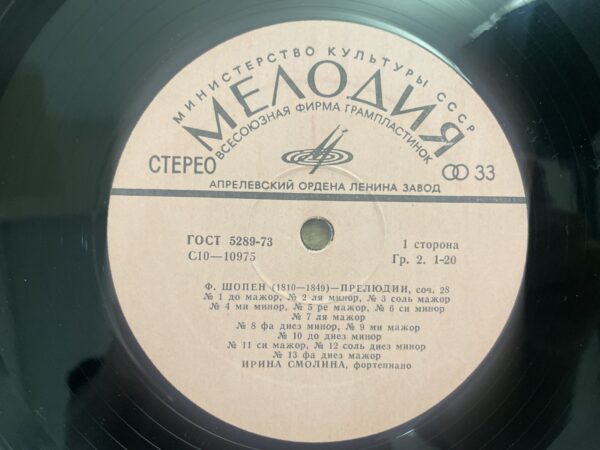 МИНИСТЕРСТВО КУЛЬТУРЫ СССР
МЕЛОДИЯ
ВСЕСОЮЗНАЯ ФИРМА ГРАМПЛАСТИНОК
СТЕРЕО
33
АПРЕЛЕВСКИЙ ОРДЕНА ЛЕНИНА ЗАВОД
ГОСТ 5289-73
С10—10975
1 сторона
Гр. 2. 1-20
Ф. ШОПЕН (1810—1849)—ПРЕЛЮДИИ, соч. 28
№ 1 до мажор, № 2 ля минор, № 3 соль мажор
№ 4 ми минор, № 5 ре мажор, № 6 си минор
№ 7 ля мажор
№ 8 фа диез минор, № 9 ми мажор
№ 10 до диез минор
№ 11 си мажор, № 12 соль диез минор
№ 13 фа диез мажор
ИРИНА СМОЛИНА, фортепиано